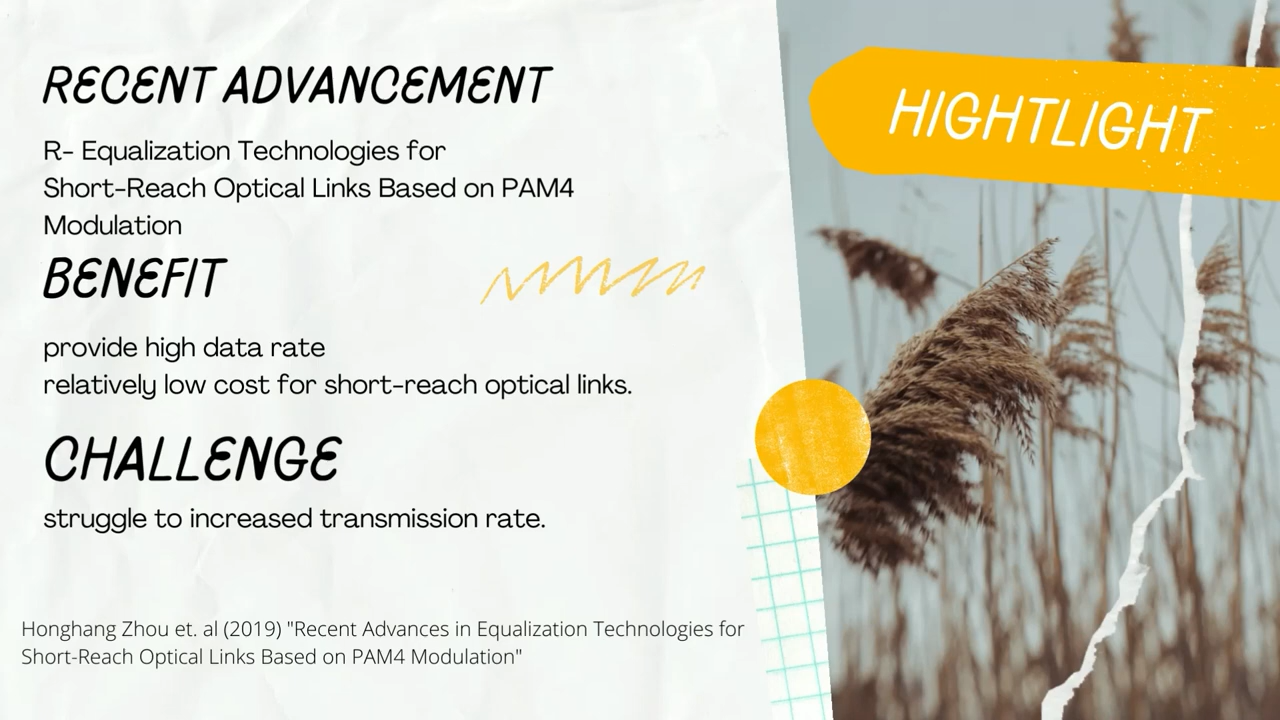 RECENT ADVANCEMENT
R- Equalization Technologies for
Short-Reach Optical Links Based on PAM4
Modulation
BENEFIT
provide high data rate
relatively low cost for short-reach optical links.
CHALLENGE
struggle to increased transmission rate.
Honghang Zhou et. al (2019) "Recent Advances in Equalization Technologies for
Short-Reach Optical Links Based on PAM4 Modulation"
HIGHTLIGHT